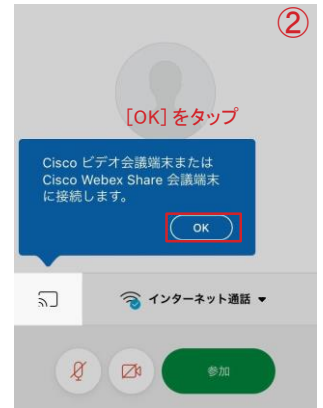 ②
[OK] をタップ
Cisco ビデオ会議端末または
Cisco Webex Share 会議端末
に接続します。
OK
インターネット通話
参加